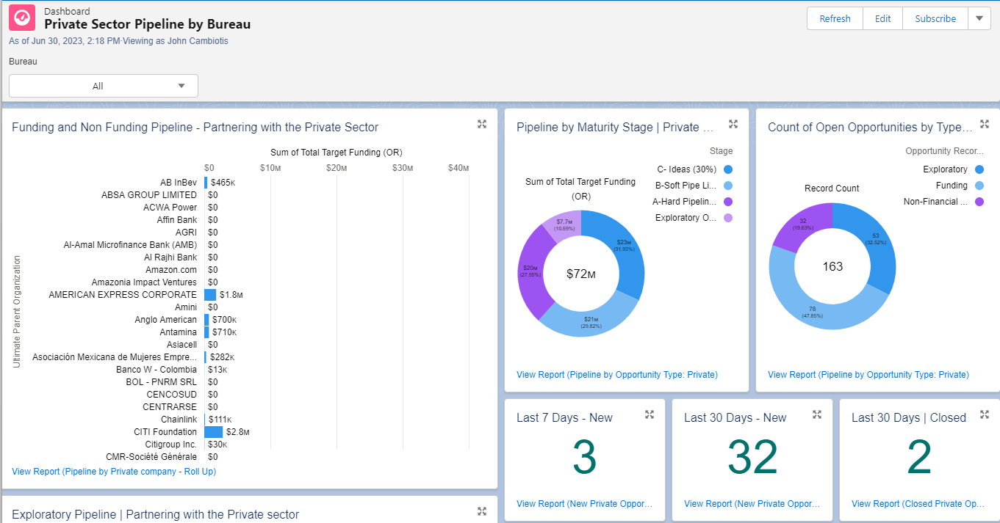 Dashboard
Private Sector Pipeline by Bureau
As of Jun 30, 2023, 2:18 PM·Viewing as John Cambiotis
Refresh
Edit
Subscribe
Bureau
All
Funding and Non Funding Pipeline - Partnering with the Private Sector
Sum of Total Target Funding (OR)
$0 $10M $20M $30M $40M
Ultimate Parent Organization
AB InBev $465K
ABSA GROUP LIMITED $0
ACWA Power $0
Affin Bank $0
AGRI $0
Al-Amal Microfinance Bank (AMB) $0
Al Rajhi Bank $0
Amazon.com $0
Amazonia Impact Ventures $0
AMERICAN EXPRESS CORPORATE $1.8M
Amini $0
Anglo American $700K
Antamina $710K
Asiacell $0
Asociación Mexicana de Mujeres Empre... $282K
Banco W - Colombia $13K
BOL - PNRM SRL $0
CENCOSUD $0
CENTRARSE $0
Chainlink $111K
CITI Foundation $2.8M
Citigroup Inc. $30K
CMR-Société Générale $0
View Report (Pipeline by Private company - Roll Up)
Exploratory Pipeline | Partnering with the Private sector
Pipeline by Maturity Stage | Private ...
Stage
C- Ideas (30%)
B-Soft Pipe Li...
A-Hard Pipelin...
Exploratory O...
Sum of Total Target Funding
(OR)
$7.7M
(10.69%)
$23M
(31.93%)
$20M
(27.55%)
$72M
$21M
(29.82%)
View Report (Pipeline by Opportunity Type: Private)
Count of Open Opportunities by Type...
Opportunity Recor...
Exploratory
Funding
Non-Financial ...
Record Count
32
(19.63%)
53
(32.52%)
163
78
(47.85%)
View Report (Pipeline by Opportunity Type: Private)
Last 7 Days - New
3
View Report (New Private Oppor...
Last 30 Days - New
32
View Report (New Private Oppor...
Last 30 Days | Closed
2
View Report (Closed Private Op...